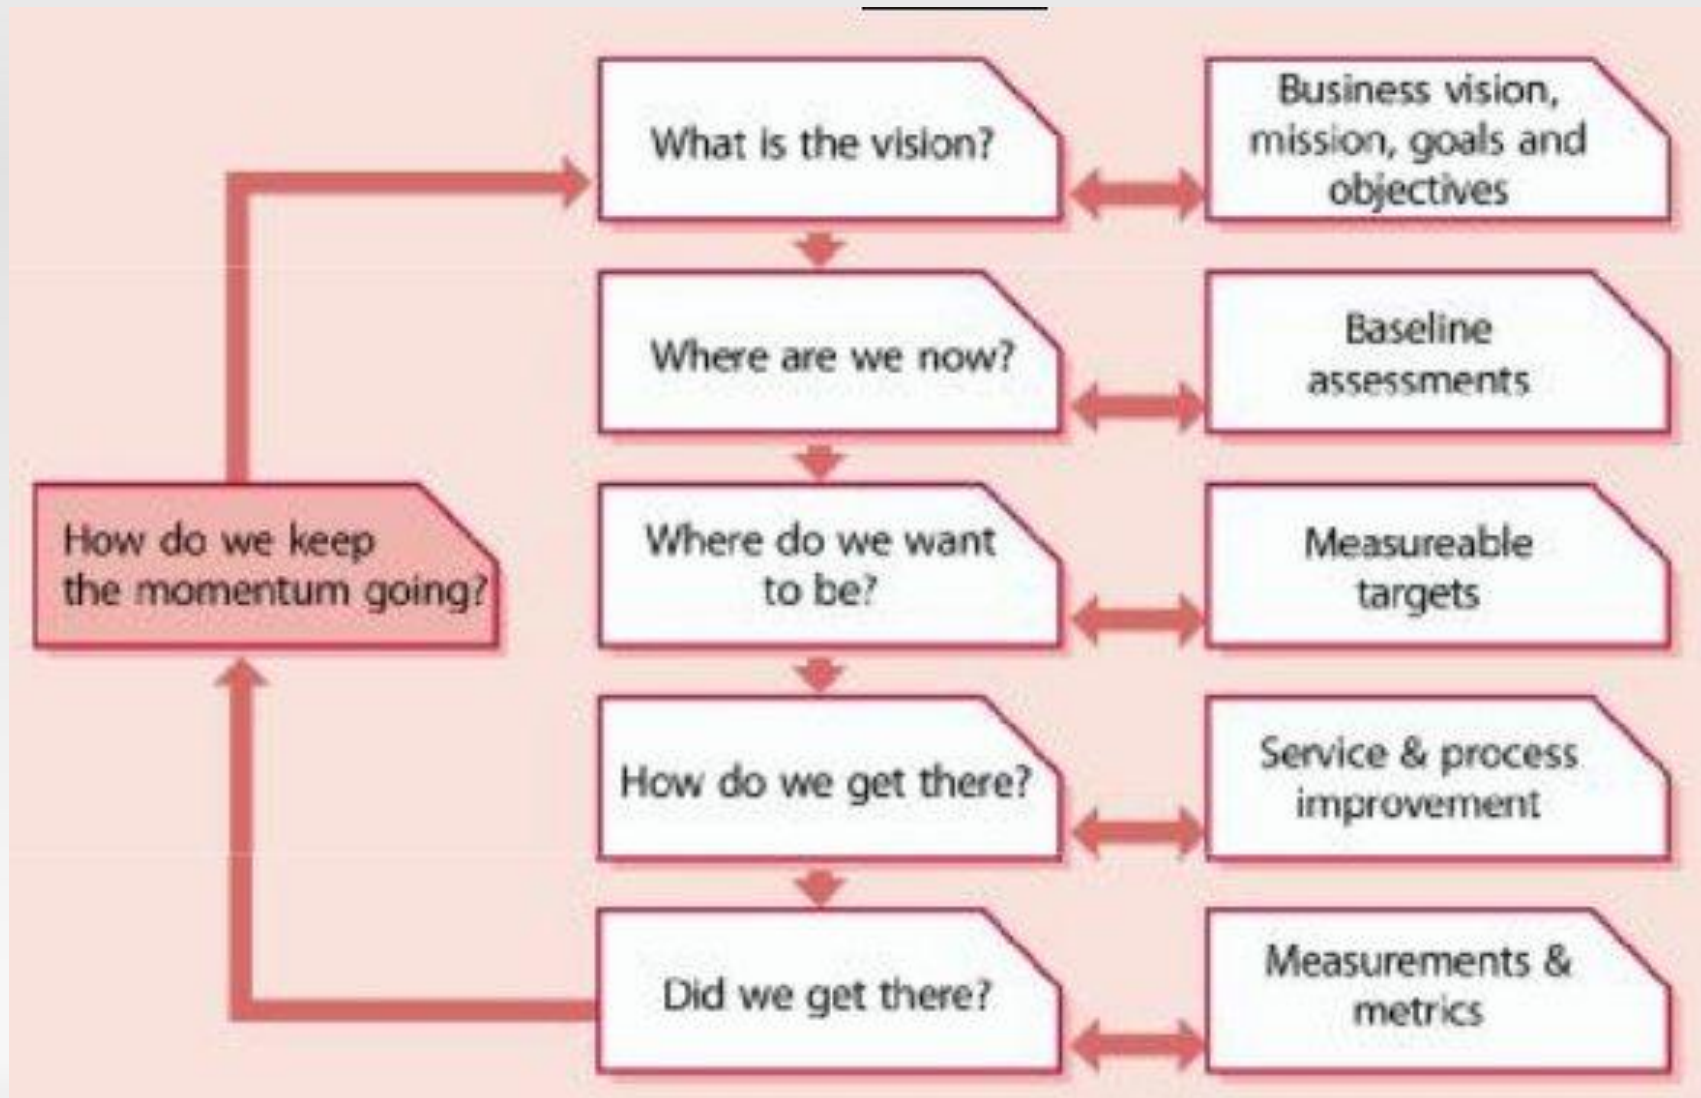 What is the vision?
Business vision,
mission, goals and
objectives
Where are we now?
Baseline
assessments
How do we keep
the momentum going?
Where do we want
to be?
Measureable
targets
How do we get there?
Service & process
improvement
Did we get there?
Measurements &
metrics